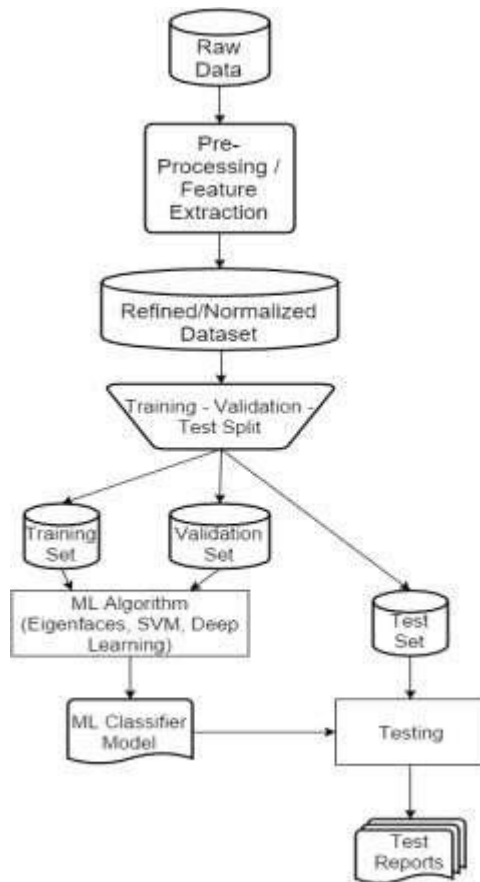 Raw
Data
Pre-
Processing /
Feature
Extraction
Refined/Normalized
Dataset
Training - Validation -
Test Split
Training
Set
Validation
Set
ML Algorithm
(Eigenfaces, SVM, Deep
Learning)
Test
Set
ML Classifier
Model
Testing
Test
Reports